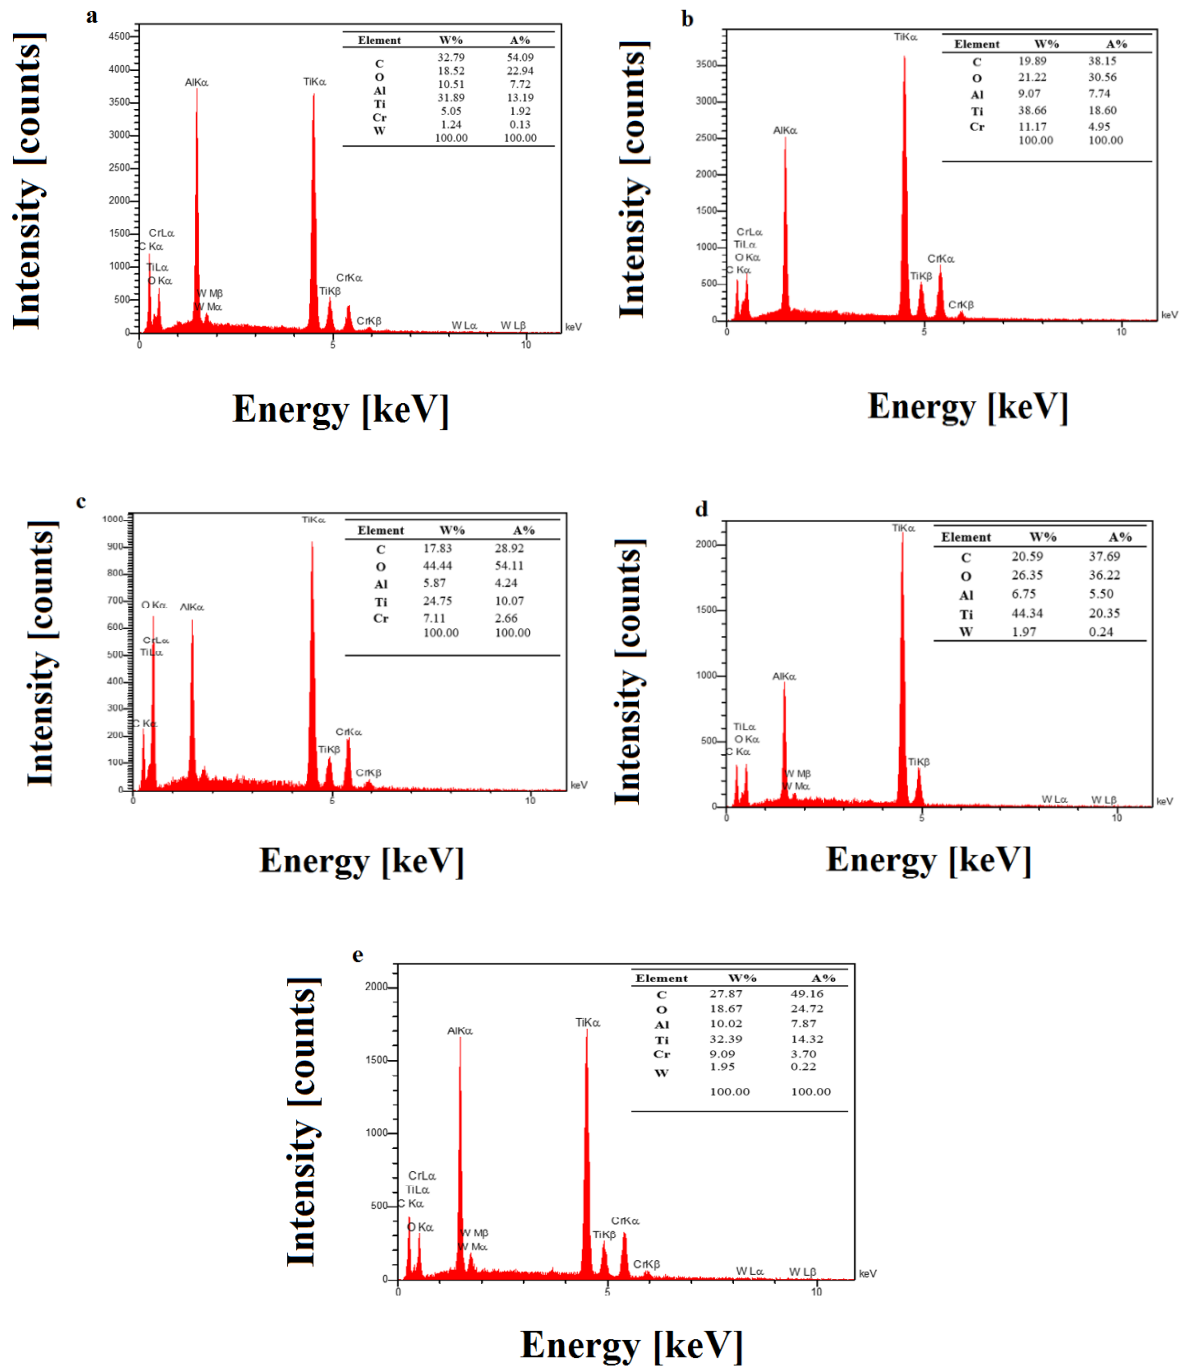 a
Intensity [counts]
4500
4000
3500
3000
2500
2000
1500
1000
500
0
Element W% A%
C 32.79 54.09
O 18.52 22.94
Al 10.51 7.72
Ti 31.89 13.19
Cr 5.05 1.92
W 1.24 0.13
100.00 100.00
AlKα
TiKα
CrLα
C Kα
TiLα
O Kα
W Mβ
W Mα
TiKβ
CrKα
CrKβ
W Lα
W Lβ
keV
0 5 10
Energy [keV]
b
Intensity [counts]
3500
3000
2500
2000
1500
1000
500
0
Element W% A%
C 19.89 38.15
O 21.22 30.56
Al 9.07 7.74
Ti 38.66 18.60
Cr 11.17 4.95
100.00 100.00
TiKα
AlKα
CrLα
TiLα
O Kα
C Kα
TiKβ
CrKα
CrKβ
keV
0 5 10
Energy [keV]
c
Intensity [counts]
1000
900
800
700
600
500
400
300
200
100
0
Element W% A%
C 17.83 28.92
O 44.44 54.11
Al 5.87 4.24
Ti 24.75 10.07
Cr 7.11 2.66
100.00 100.00
TiKα
O Kα
AlKα
CrLα
TiLα
C Kα
TiKβ
CrKα
CrKβ
keV
0 5 10
Energy [keV]
d
Intensity [counts]
2000
1500
1000
500
0
Element W% A%
C 20.59 37.69
O 26.35 36.22
Al 6.75 5.50
Ti 44.34 20.35
W 1.97 0.24
TiKα
AlKα
TiLα
O Kα
C Kα
W Mβ
W Mα
TiKβ
W Lα
W Lβ
keV
0 5 10
Energy [keV]
e
Intensity [counts]
2000
1500
1000
500
0
Element W% A%
C 27.87 49.16
O 18.67 24.72
Al 10.02 7.87
Ti 32.39 14.32
Cr 9.09 3.70
W 1.95 0.22
100.00 100.00
AlKα
TiKα
CrLα
TiLα
C Kα
O Kα
W Mβ
W Mα
TiKβ
CrKα
CrKβ
W Lα
W Lβ
keV
0 5 10
Energy [keV]